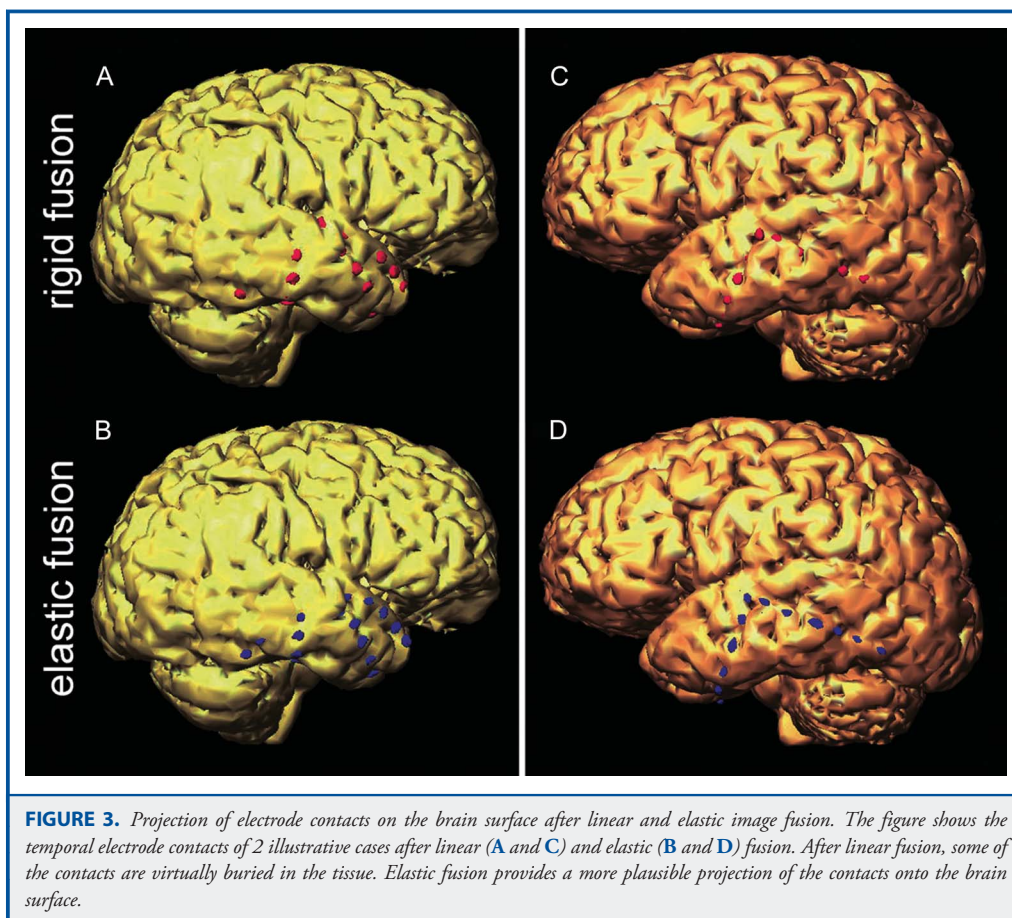 A
C
rigid fusion
B
D
elastic fusion
FIGURE 3. Projection of electrode contacts on the brain surface after linear and elastic image fusion. The figure shows the
temporal electrode contacts of 2 illustrative cases after linear (A and C) and elastic (B and D) fusion. After linear fusion, some of
the contacts are virtually buried in the tissue. Elastic fusion provides a more plausible projection of the contacts onto the brain
surface.